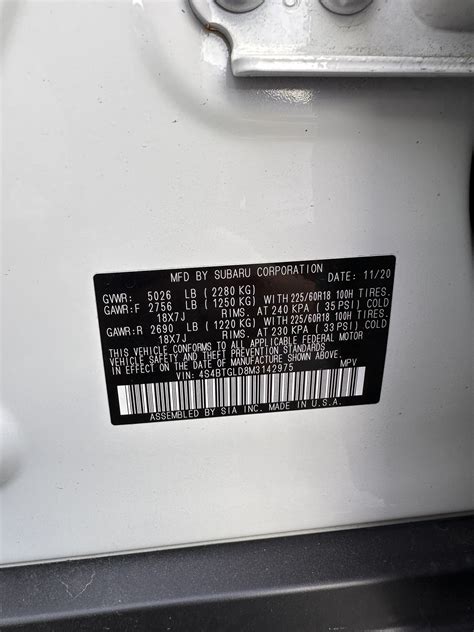 MFD BY SUBARU CORPORATION DATE: 11/20
GVWR: 5026 LB ( 2280 KG)
GAWR:F 2756 LB ( 1250 KG) WITH 225/60R18 100H TIRES.
18X7J RIMS. AT 240 KPA ( 35 PSI) COLD
GAWR:R 2690 LB ( 1220 KG) WITH 225/60R18 100H TIRES.
18X7J RIMS. AT 230 KPA ( 33 PSI) COLD
THIS VEHICLE CONFORMS TO ALL APPLICABLE FEDERAL MOTOR
VEHICLE SAFETY, BUMPER, AND THEFT PREVENTION STANDARDS
IN EFFECT ON THE DATE OF MANUFACTURE SHOWN ABOVE.
VIN: 4S4BTGLD8M3142975 MPV
ASSEMBLED BY SIA INC. MADE IN U.S.A.